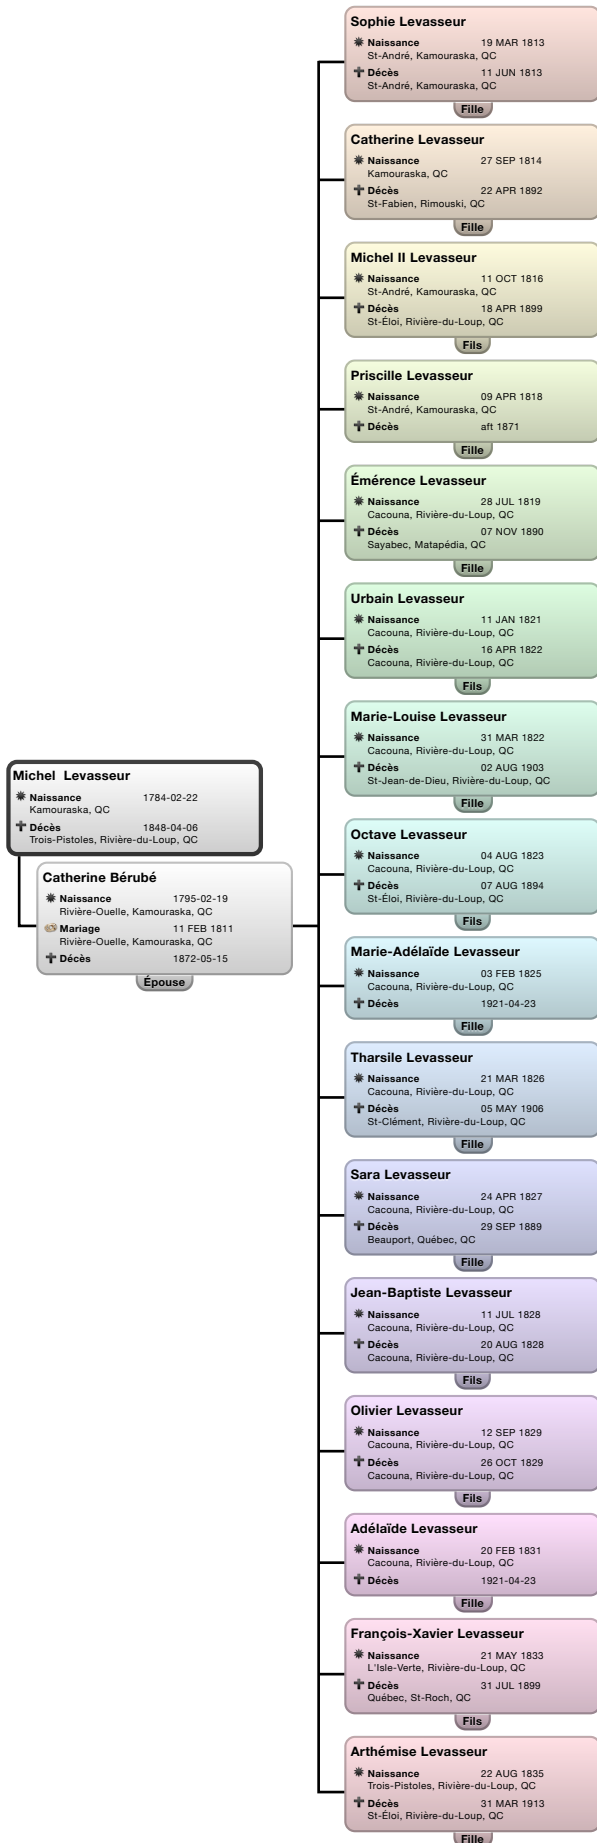 Sophie Levasseur
Naissance 19 MAR 1813
St-André, Kamouraska, QC
Décès 11 JUN 1813
St-André, Kamouraska, QC
Fille
Catherine Levasseur
Naissance 27 SEP 1814
Kamouraska, QC
Décès 22 APR 1892
St-Fabien, Rimouski, QC
Fille
Michel II Levasseur
Naissance 11 OCT 1816
St-André, Kamouraska, QC
Décès 18 APR 1899
St-Éloi, Rivière-du-Loup, QC
Fils
Priscille Levasseur
Naissance 09 APR 1818
St-André, Kamouraska, QC
Décès aft 1871
Fille
Émérence Levasseur
Naissance 28 JUL 1819
Cacouna, Rivière-du-Loup, QC
Décès 07 NOV 1890
Sayabec, Matapédia, QC
Fille
Urbain Levasseur
Naissance 11 JAN 1821
Cacouna, Rivière-du-Loup, QC
Décès 16 APR 1822
Cacouna, Rivière-du-Loup, QC
Fils
Marie-Louise Levasseur
Naissance 31 MAR 1822
Cacouna, Rivière-du-Loup, QC
Décès 02 AUG 1903
St-Jean-de-Dieu, Rivière-du-Loup, QC
Fille
Michel Levasseur
Naissance 1784-02-22
Kamouraska, QC
Décès 1848-04-06
Trois-Pistoles, Rivière-du-Loup, QC
Catherine Bérubé
Naissance 1795-02-19
Rivière-Ouelle, Kamouraska, QC
Mariage 11 FEB 1811
Rivière-Ouelle, Kamouraska, QC
Décès 1872-05-15
Épouse
Octave Levasseur
Naissance 04 AUG 1823
Cacouna, Rivière-du-Loup, QC
Décès 07 AUG 1894
St-Éloi, Rivière-du-Loup, QC
Fils
Marie-Adélaïde Levasseur
Naissance 03 FEB 1825
Cacouna, Rivière-du-Loup, QC
Décès 1921-04-23
Fille
Tharsile Levasseur
Naissance 21 MAR 1826
Cacouna, Rivière-du-Loup, QC
Décès 05 MAY 1906
St-Clément, Rivière-du-Loup, QC
Fille
Sara Levasseur
Naissance 24 APR 1827
Cacouna, Rivière-du-Loup, QC
Décès 29 SEP 1889
Beauport, Québec, QC
Fille
Jean-Baptiste Levasseur
Naissance 11 JUL 1828
Cacouna, Rivière-du-Loup, QC
Décès 20 AUG 1828
Cacouna, Rivière-du-Loup, QC
Fils
Olivier Levasseur
Naissance 12 SEP 1829
Cacouna, Rivière-du-Loup, QC
Décès 26 OCT 1829
Cacouna, Rivière-du-Loup, QC
Fils
Adélaïde Levasseur
Naissance 20 FEB 1831
Cacouna, Rivière-du-Loup, QC
Décès 1921-04-23
Fille
François-Xavier Levasseur
Naissance 21 MAY 1833
L'Isle-Verte, Rivière-du-Loup, QC
Décès 31 JUL 1899
Québec, St-Roch, QC
Fils
Arthémise Levasseur
Naissance 22 AUG 1835
Trois-Pistoles, Rivière-du-Loup, QC
Décès 31 MAR 1913
St-Éloi, Rivière-du-Loup, QC
Fille